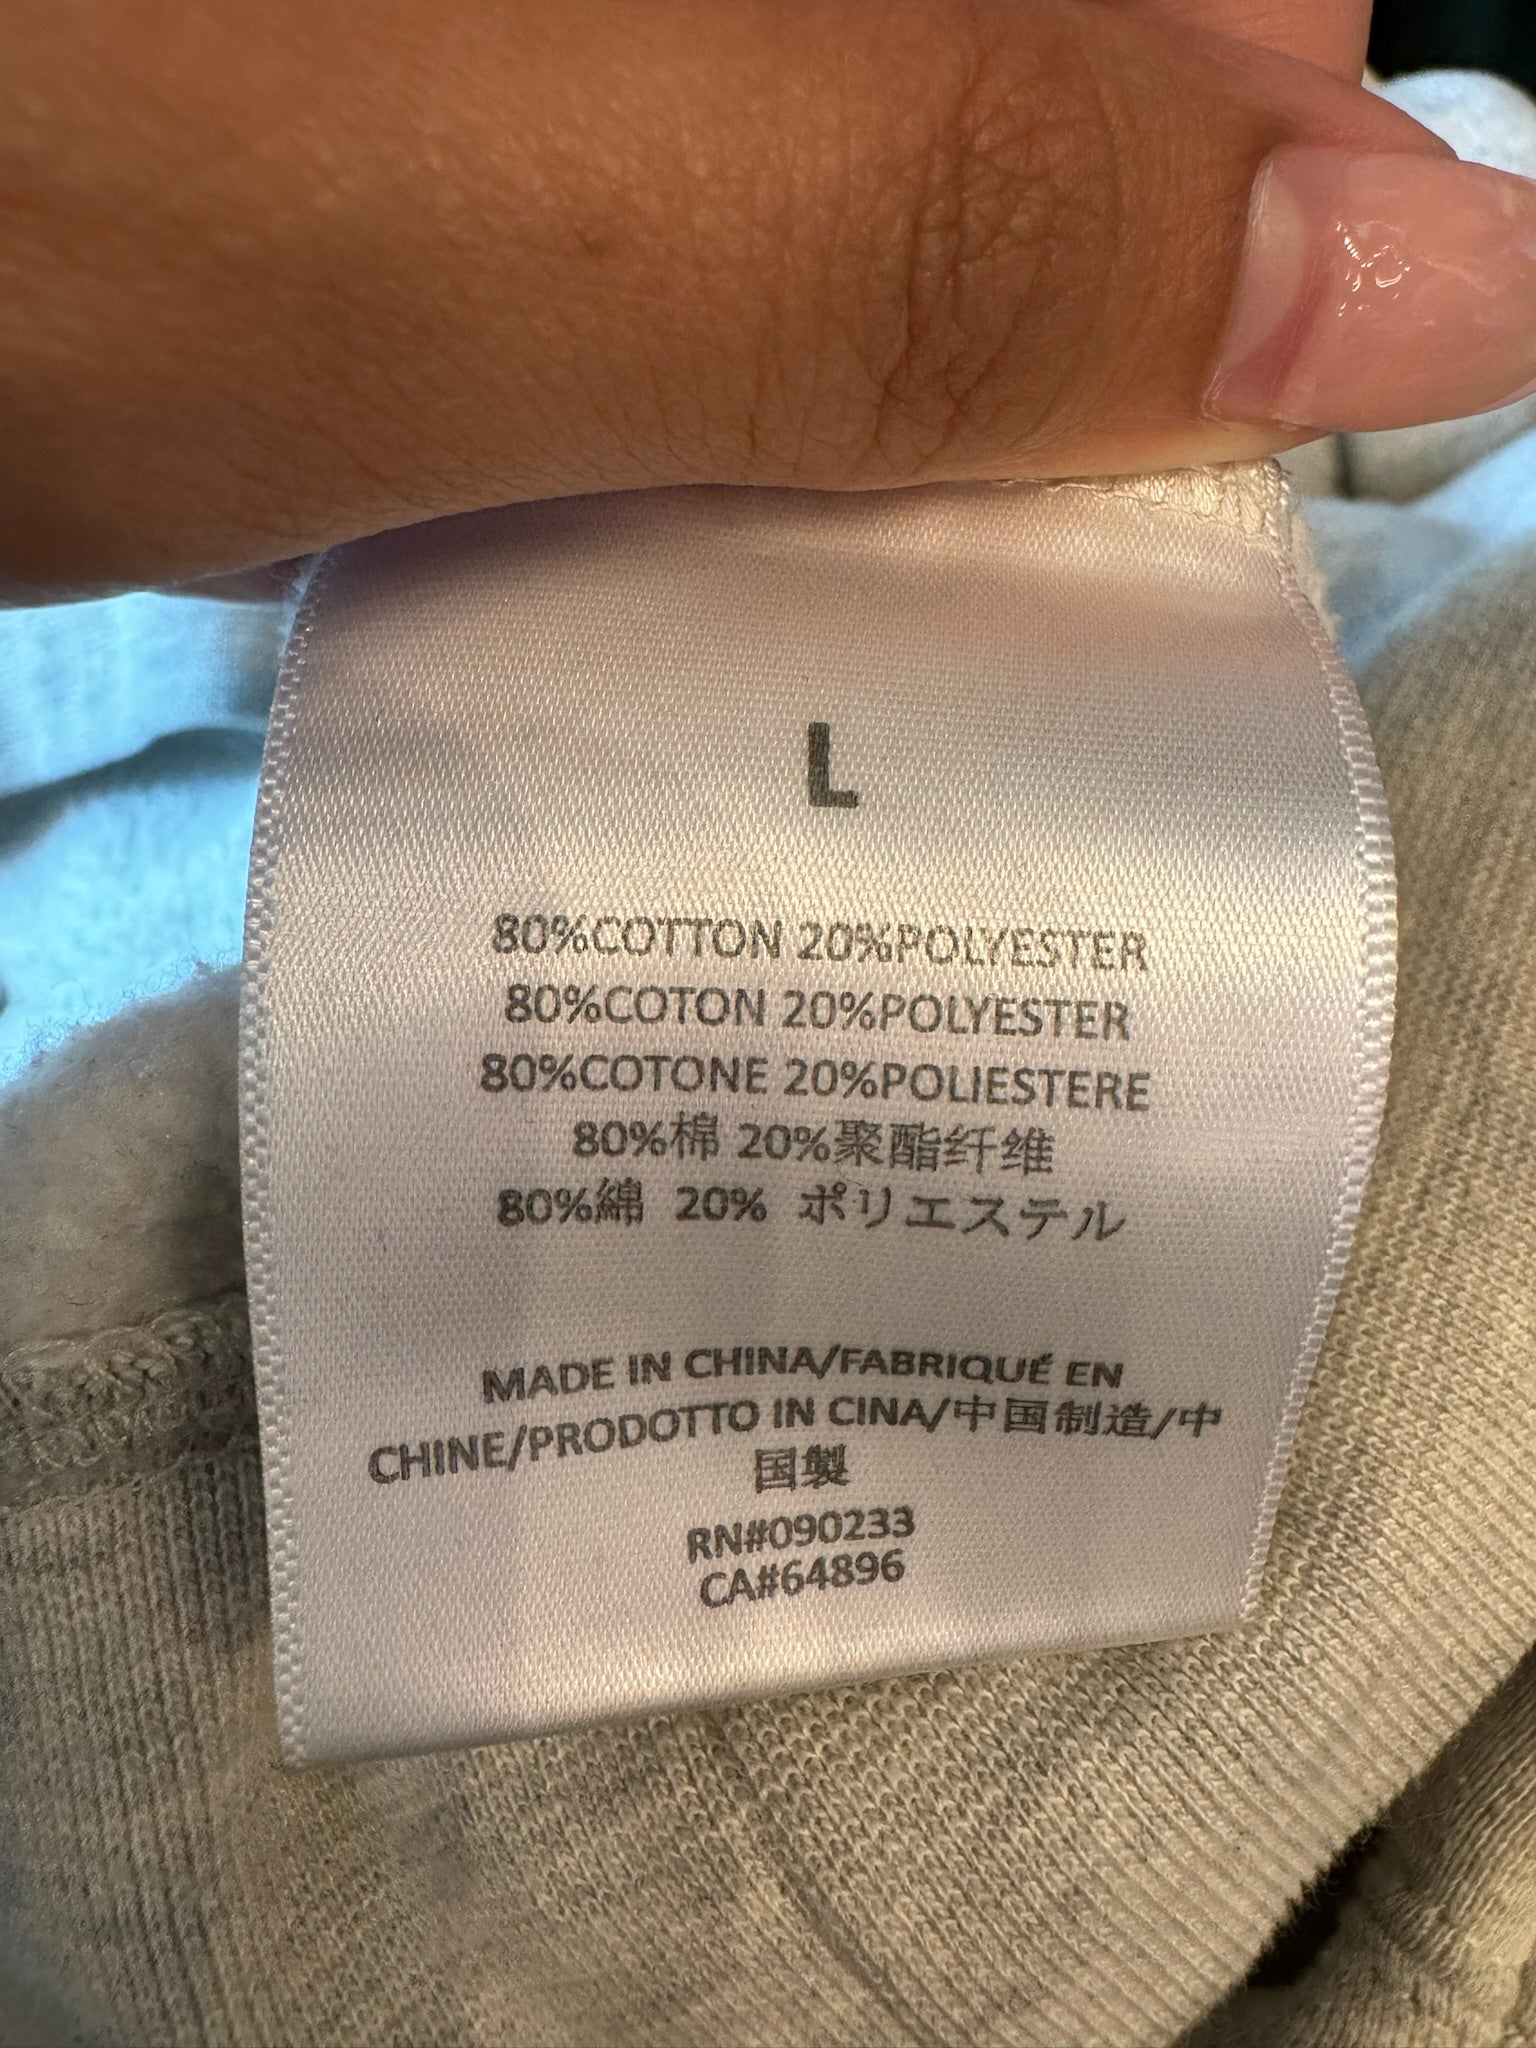 L
80%COTTON 20%POLYESTER
80%COTON 20%POLYESTER
80%COTONE 20%POLIESTERE
80%棉 20%聚酯纤维
80%綿 20% ポリエステル
MADE IN CHINA/FABRIQUÉ EN
CHINE/PRODOTTO IN CINA/中国制造/中
国製
RN#090233
CA#64896